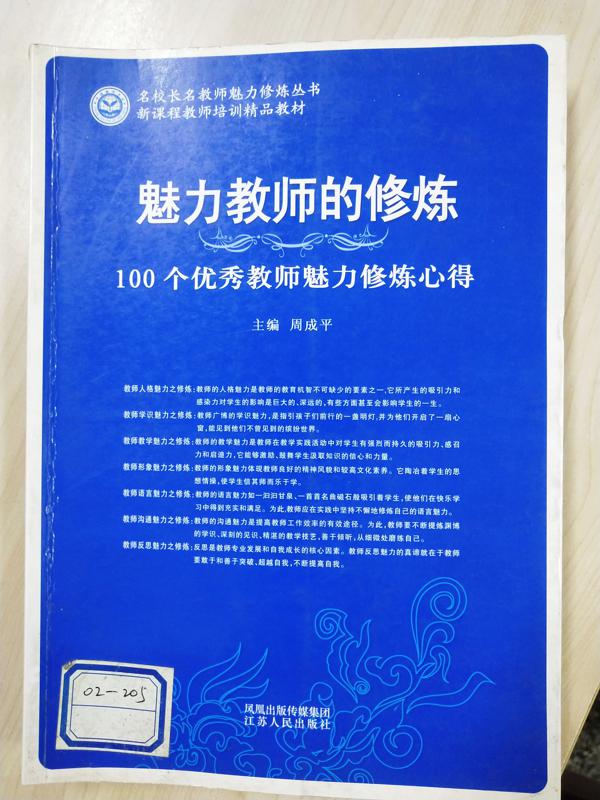 名校长名教师魅力修炼丛书
新课程教师培训精品教材
魅力教师的修炼
100个优秀教师魅力修炼心得
主编 周成平
教师人格魅力之修炼:教师的人格魅力是教师的教育机智不可缺少的要素之一,它所产生的吸引力和
感染力对学生的影响是巨大的、深远的,有些方面甚至会影响学生的一生。
教师学识魅力之修炼:教师广博的学识魅力,是指引孩子们前行的一盏明灯,并为他们开启了一扇心
窗,能见到他们不曾见到的缤纷世界。
教师教学魅力之修炼:教师的教学魅力是教师在教学实践活动中对学生有强烈而持久的吸引力、感召
力和启迪力,它能够激励、鼓舞学生汲取知识的信心和力量。
教师形象魅力之修炼:教师的形象魅力体现教师良好的精神风貌和较高文化素养。它陶冶着学生的思
想情操,使学生信其师而乐于学。
教师语言魅力之修炼:教师的语言魅力如一汩汩甘泉、一首首名曲磁石般吸引着学生,使他们在快乐学
习中得到充实和满足。为此,教师应在实践中坚持不懈地修炼自己的语言魅力。
教师沟通魅力之修炼:教师的沟通魅力是提高教师工作效率的有效途径。为此,教师要不断提炼渊博
的学识、深刻的见识、精湛的教学技艺,善于倾听,从细微处磨练自己。
教师反思魅力之修炼:反思是教师专业发展和自我成长的核心因素。教师反思魅力的真谛就在于教师
要敢于和善于突破、超越自我,不断提高自我。
02-205
凤凰出版传媒集团
江苏人民出版社